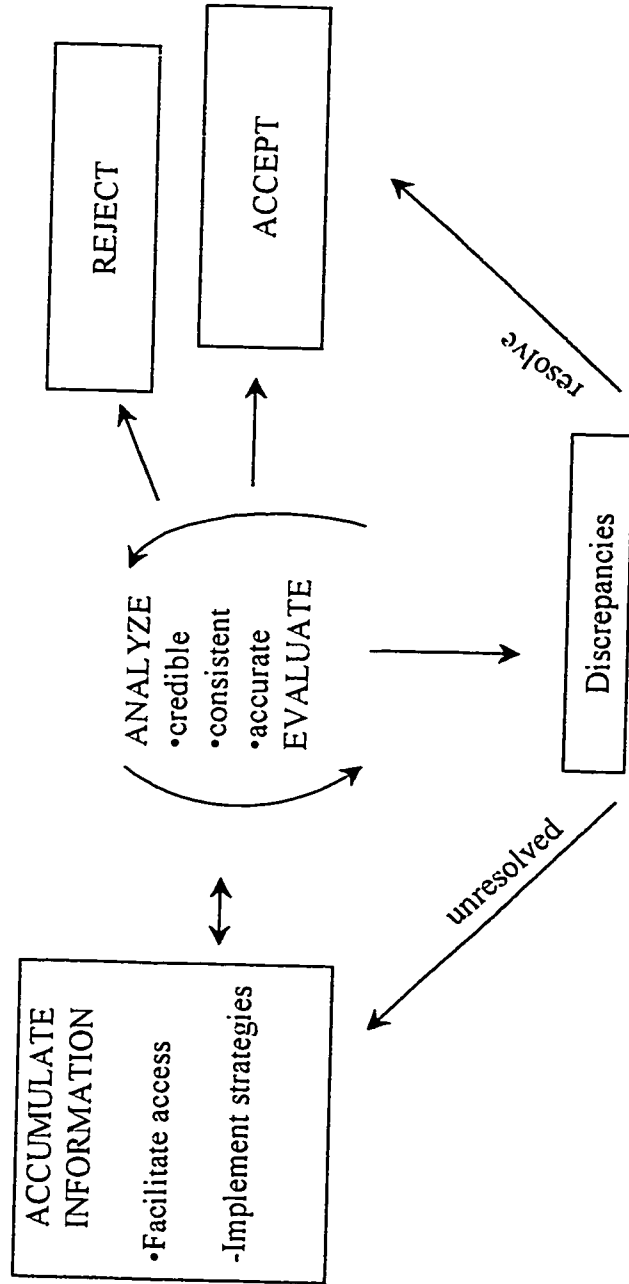 ACCUMULATE
INFORMATION
•Facilitate access
-Implement strategies
ANALYZE
•credible
•consistent
•accurate
EVALUATE
REJECT
ACCEPT
unresolved
resolve
Discrepancies